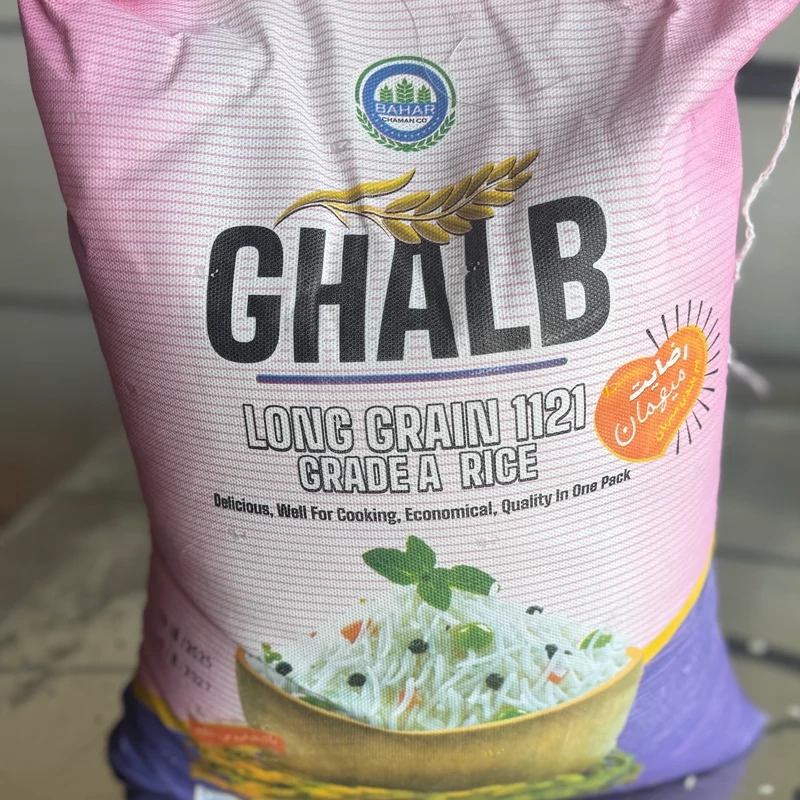 BAHAR
CHAMAN CO
GHALB
LONG GRAIN 1121
رضایت
میهمان
GRADE A RICE
Delicious, Well For Cooking, Economical, Quality In One Pack